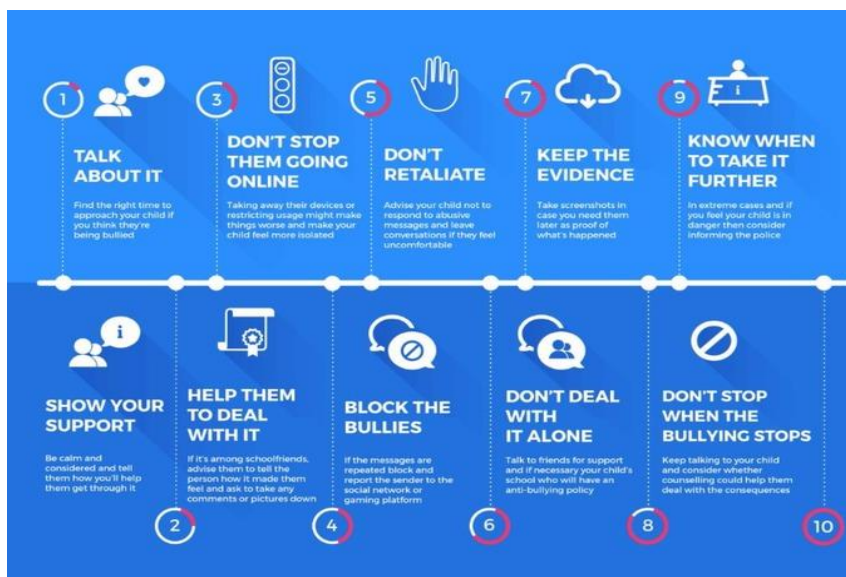 1
TALK
ABOUT IT
Find the right time to
approach your child if
you think they're
being bullied
SHOW YOUR
SUPPORT
Be calm and
considered and tell
them how you'll help
them get through it
2
3
DON'T STOP
THEM GOING
ONLINE
Taking away their devices or
restricting usage might make
things worse and make your
child feel more isolated
HELP THEM
TO DEAL
WITH IT
If it's among schoolfriends,
advise them to tell the
person how it made them
feel and ask to take any
comments or pictures down
4
5
DON'T
RETALIATE
Advise your child not to
respond to abusive
messages and leave
conversations if they feel
uncomfortable
BLOCK THE
BULLIES
If the messages are
repeated block and
report the sender to the
social network or
gaming platform
6
7
KEEP THE
EVIDENCE
Take screenshots in
case you need them
later as proof of
what's happened
DON'T DEAL
WITH
IT ALONE
Talk to friends for support
and if necessary your child's
school who will have an
anti-bullying policy
8
9
i
KNOW WHEN
TO TAKE IT
FURTHER
In extreme cases and if
you feel your child is in
danger then consider
informing the police
DON'T STOP
WHEN THE
BULLYING STOPS
Keep talking to your child
and consider whether
counselling could help them
deal with the consequences
10
i